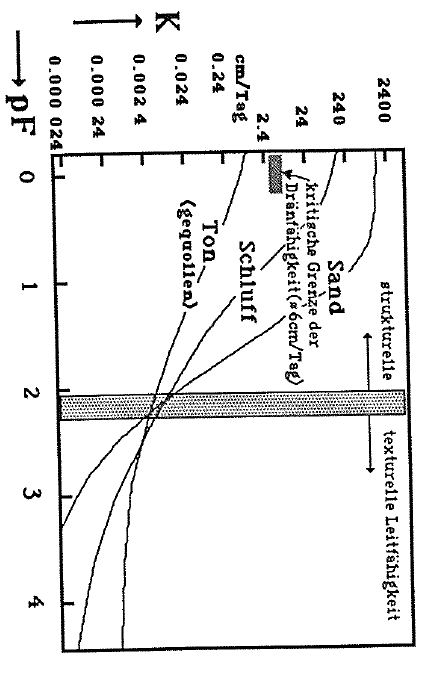 K
2400
240
24
2.4
cm/Tag
0.24
0.024
0.002 4
0.000 24
0.000 024
strukturelle
texturelle Leitfähigkeit
Sand
kritische Grenze der
Dränfähigkeit(≅6cm/Tag)
Schluff
Ton
(gequollen)
0 1 2 3 4
pF